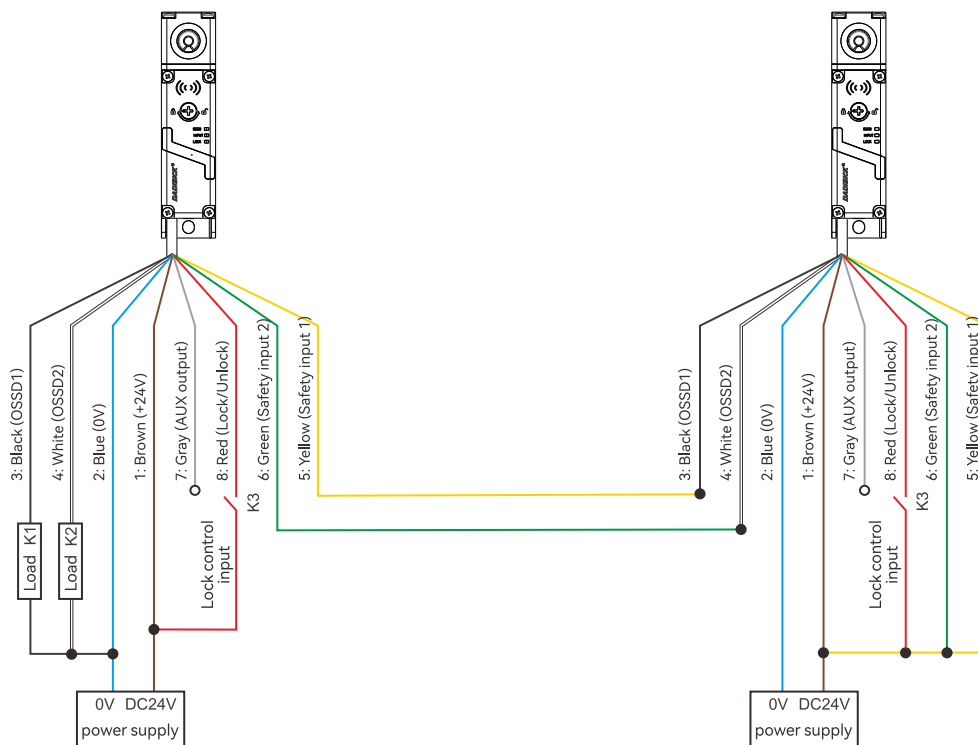 DADISICK®
DADISICK®
3: Black (OSSD1)
4: White (OSSD2)
2: Blue (0V)
1: Brown (+24V)
7: Gray (AUX output)
8: Red (Lock/Unlock)
6: Green (Safety input 2)
5: Yellow (Safety input 1)
3: Black (OSSD1)
4: White (OSSD2)
2: Blue (0V)
1: Brown (+24V)
7: Gray (AUX output)
8: Red (Lock/Unlock)
6: Green (Safety input 2)
5: Yellow (Safety input 1)
Load K1
Load K2
K3
Lock control
input
K3
Lock control
input
0V DC24V
power supply
0V DC24V
power supply